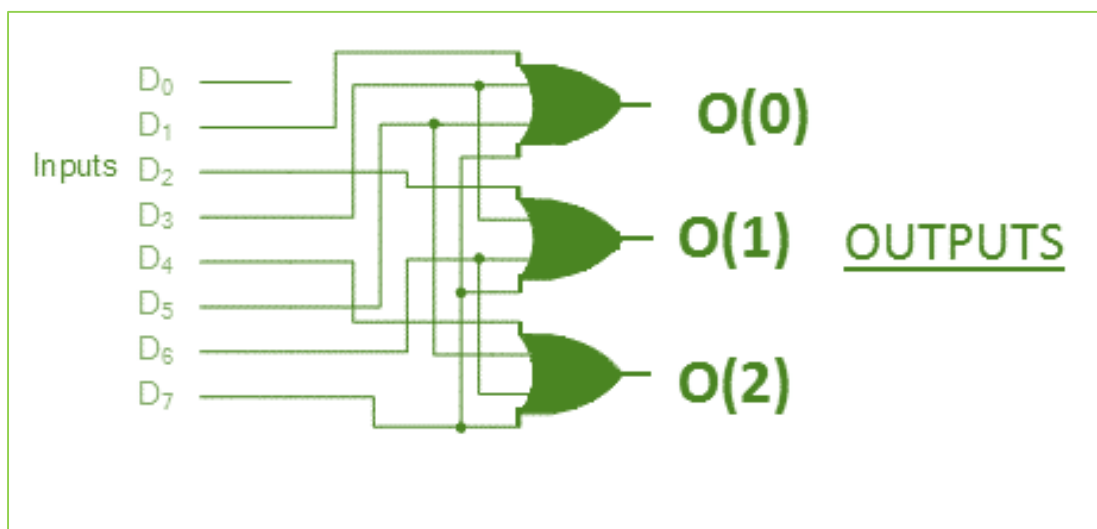 D₀
O(0)
D₁
Inputs D₂
D₃
O(1) OUTPUTS
D₄
D₅
D₆
O(2)
D₇